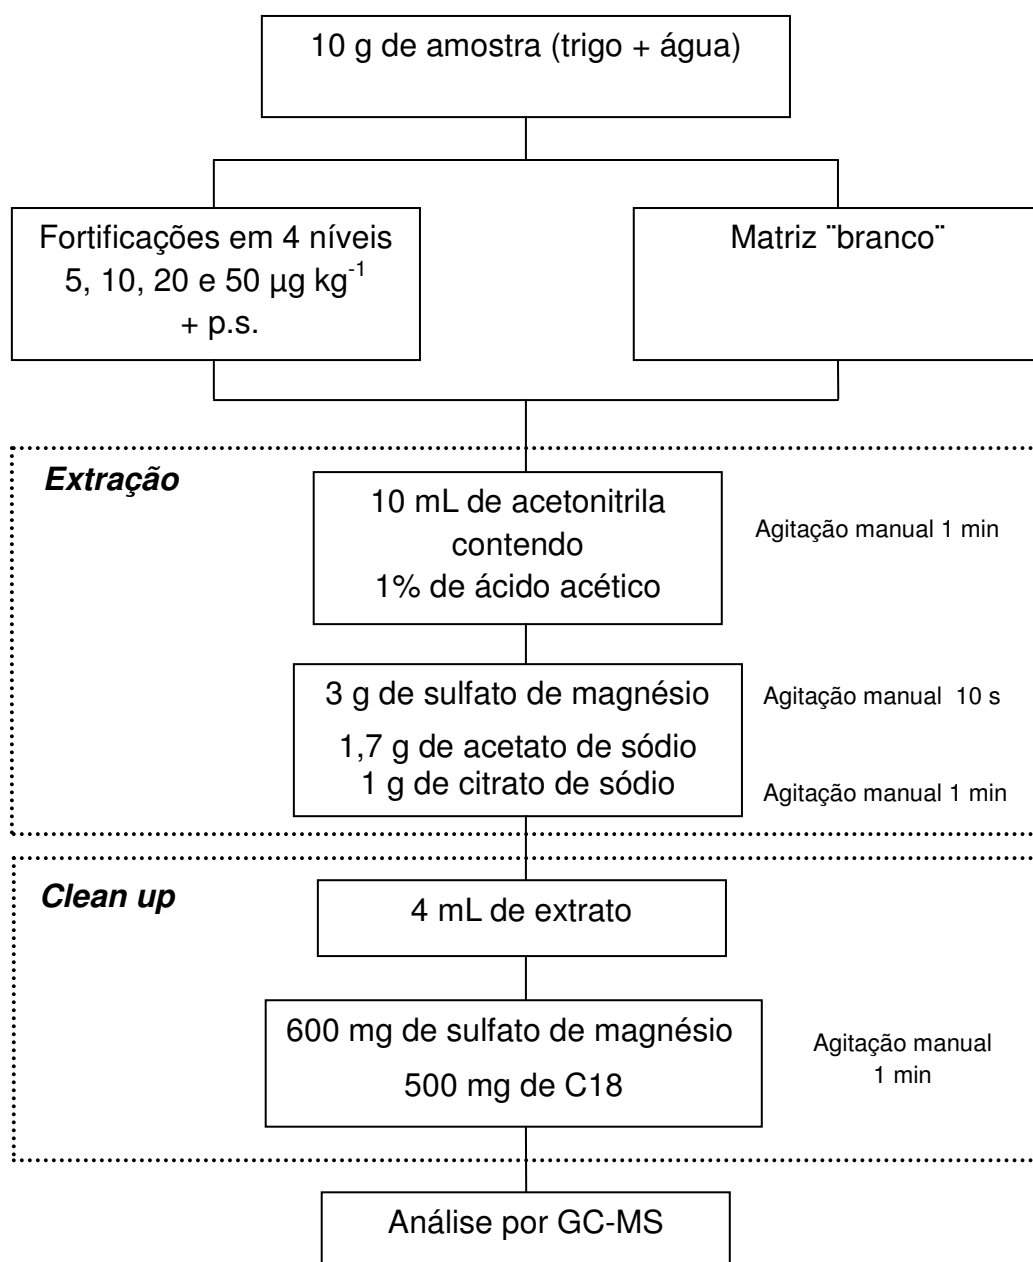 10 g de amostra (trigo + água)
Fortificações em 4 níveis
5, 10, 20 e 50 µg kg⁻¹
+ p.s.
Matriz ¨branco¨
Extração
10 mL de acetonitrila
contendo
1% de ácido acético
Agitação manual 1 min
3 g de sulfato de magnésio
Agitação manual 10 s
1,7 g de acetato de sódio
1 g de citrato de sódio
Agitação manual 1 min
Clean up
4 mL de extrato
600 mg de sulfato de magnésio
500 mg de C18
Agitação manual
1 min
Análise por GC-MS